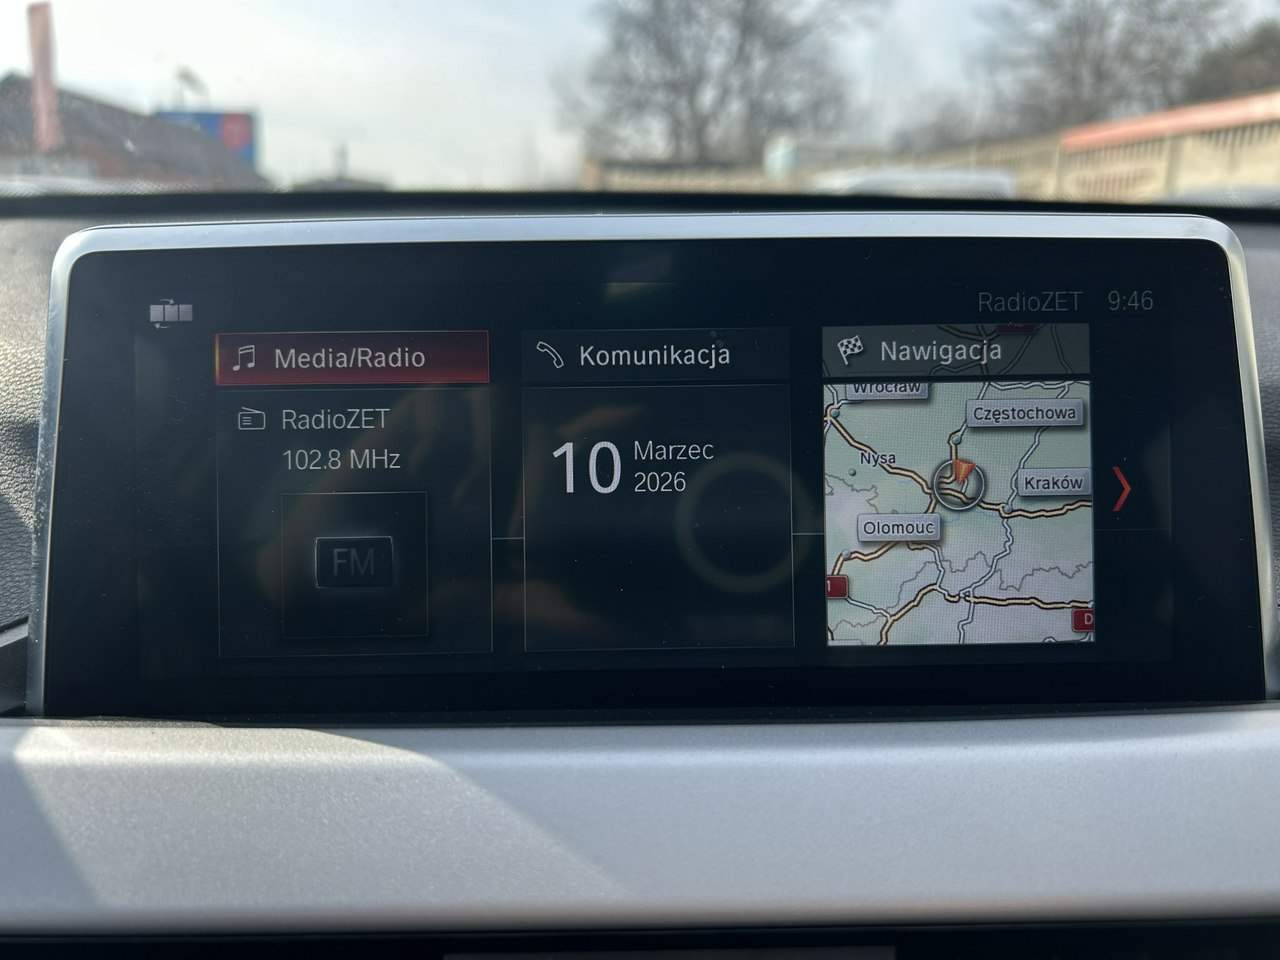 RadioZET 9:46
Media/Radio
RadioZET
102.8 MHz
FM
Komunikacja
10 Marzec
2026
Nawigacja
Wrocław
Częstochowa
Nysa
Kraków
Olomouc
1
D